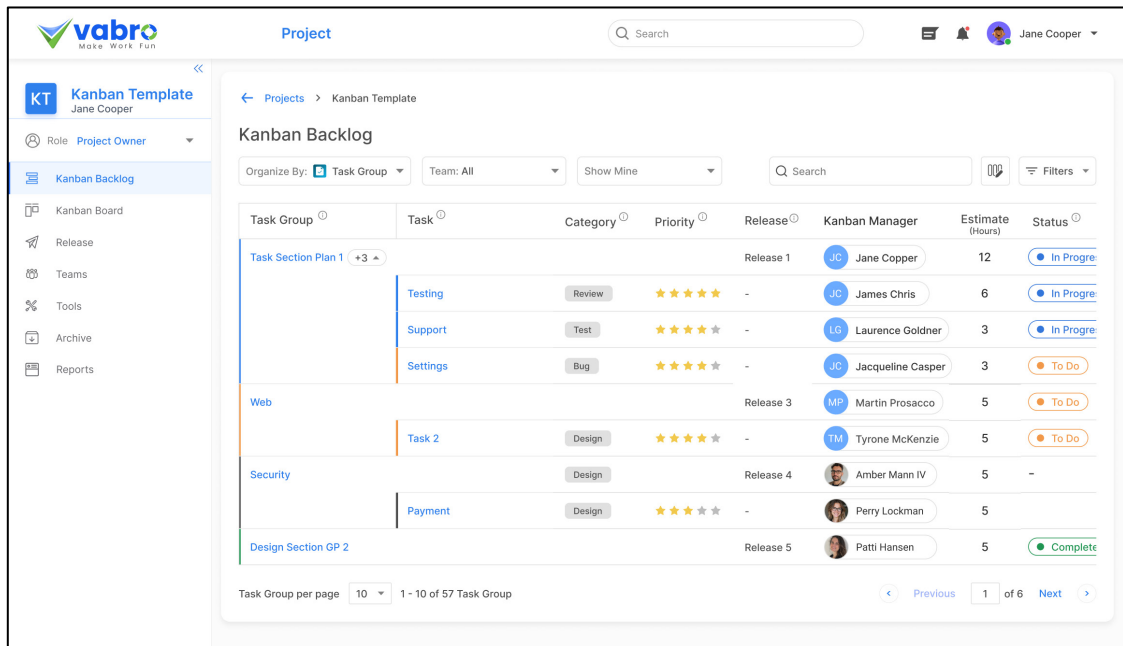 vabro
Make Work Fun
Project
Search
Jane Cooper
KT
Kanban Template
Jane Cooper
Role Project Owner
Kanban Backlog
Kanban Board
Release
Teams
Tools
Archive
Reports
Projects > Kanban Template
Kanban Backlog
Organize By: Task Group
Team: All
Show Mine
Search
Filters
Task Group Task Category Priority Release Kanban Manager Estimate (Hours) Status
Task Section Plan 1 +3 Release 1 JC Jane Copper 12 In Progre
Testing Review - JC James Chris 6 In Progre
Support Test - LG Laurence Goldner 3 In Progre
Settings Bug - JC Jacqueline Casper 3 To Do
Web Release 3 MP Martin Prosacco 5 To Do
Task 2 Design - TM Tyrone McKenzie 5 To Do
Security Design Release 4 Amber Mann IV 5 -
Payment Design - Perry Lockman 5
Design Section GP 2 Release 5 Patti Hansen 5 Complete
Task Group per page 10 1 - 10 of 57 Task Group
Previous 1 of 6 Next